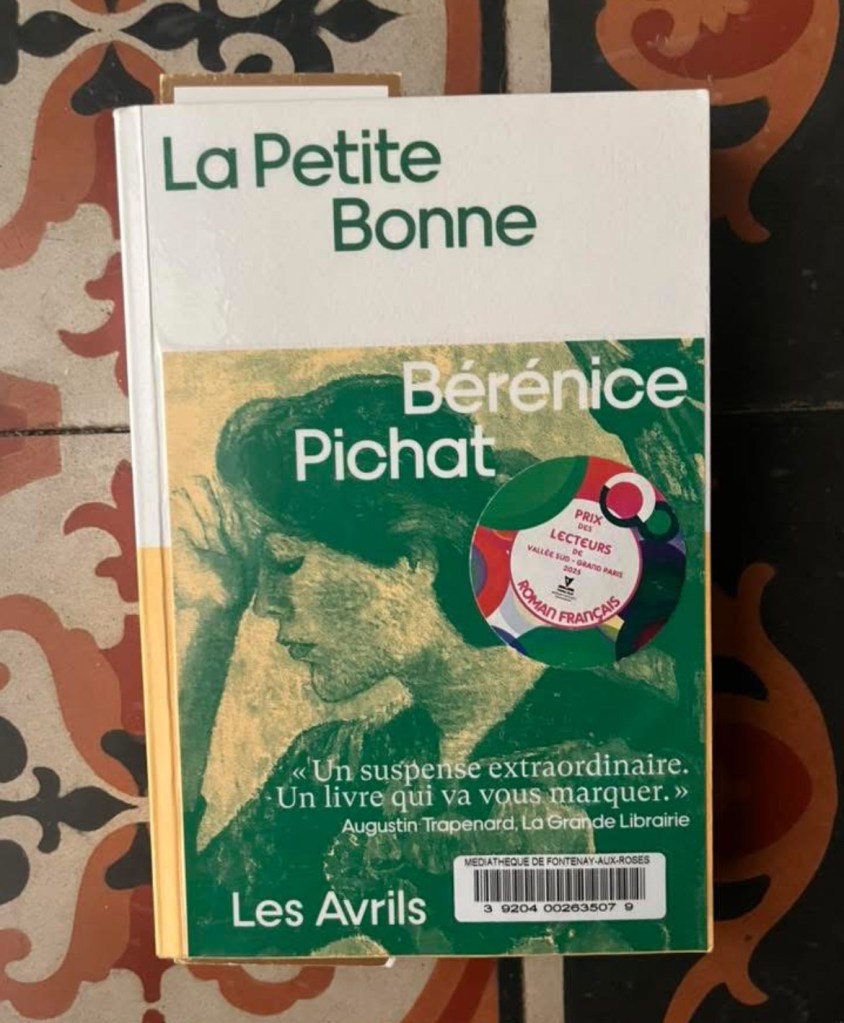 La Petite
Bonne
Bérénice
Pichat
PRIX
DES
LECTEURS
DE
VALLÉE SUD - GRAND PARIS
2025
ROMAN FRANÇAIS
« Un suspense extraordinaire.
Un livre qui va vous marquer. »
Augustin Trapenard, La Grande Librairie
MEDIATHEQUE DE FONTENAY-AUX-ROSES
3 9204 00263507 9
Les Avrils